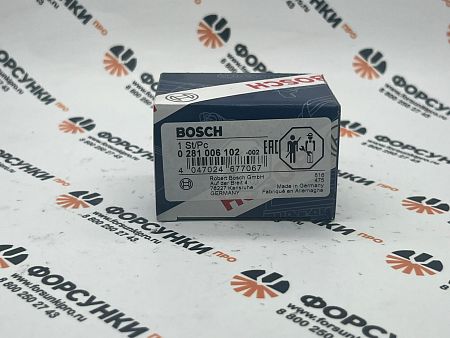 BOSCH
BOSCH
1 St/Pc
0 281 006 102 -002
4 047024 677067
EAC
Robert Bosch GmbH
Auf der Breit 4
76227 Karlsruhe
GERMANY
516
475
Made in Germany
Fabriqué en Allemagne
ФОРСУНКИ ПРО
www.forsunkipro.ru
8 800 250 27 43